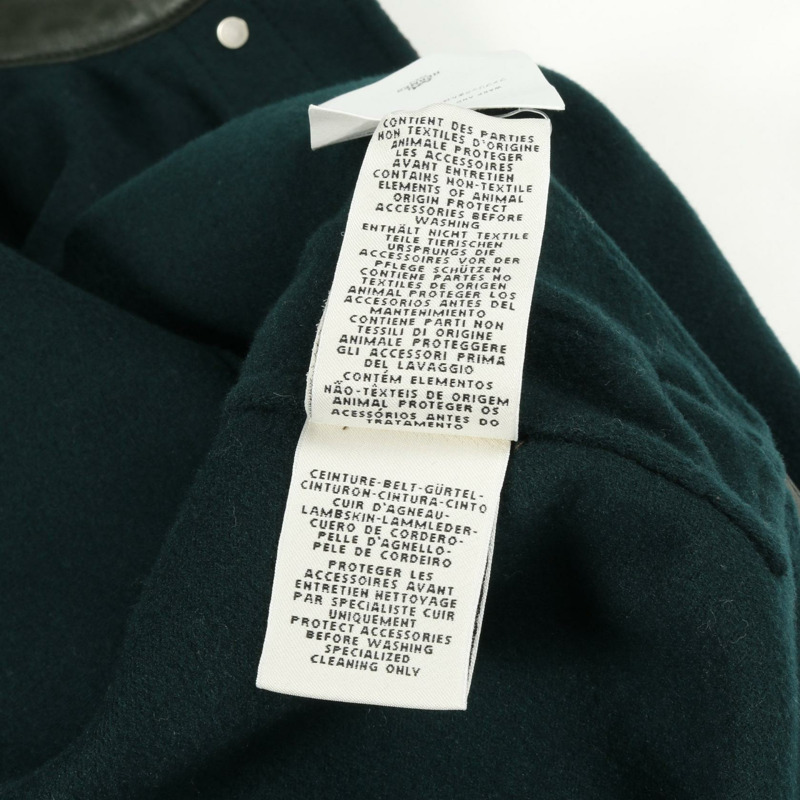 CONTIENT DES PARTIES
NON TEXTILES D'ORIGINE
ANIMALE PROTEGER
LES ACCESSOIRES
AVANT ENTRETIEN
CONTAINS NON-TEXTILE
ELEMENTS OF ANIMAL
ORIGIN PROTECT
ACCESSORIES BEFORE
WASHING
ENTHÄLT NICHT TEXTILE
TEILE TIERISCHEN
URSPRUNGS DIE
ACCESSOIRES VOR DER
PFLEGE SCHÜTZEN
CONTIENE PARTES NO
TEXTILES DE ORIGEN
ANIMAL PROTEGER LOS
ACCESORIOS ANTES DEL
MANTENIMIENTO
CONTIENE PARTI NON
TESSILI DI ORIGINE
ANIMALE PROTEGGERE
GLI ACCESSORI PRIMA
DEL LAVAGGIO
CONTÉM ELEMENTOS
NÃO-TÊXTEIS DE ORIGEM
ANIMAL PROTEGER OS
ACESSÓRIOS ANTES DO
TRATAMENTO
CEINTURE-BELT-GÜRTEL-
CINTURON-CINTURA-CINTO
CUIR D'AGNEAU-
LAMBSKIN-LAMMLEDER-
CUERO DE CORDERO-
PELLE D'AGNELLO-
PELE DE CORDEIRO
PROTEGER LES
ACCESSOIRES AVANT
ENTRETIEN NETTOYAGE
PAR SPECIALISTE CUIR
UNIQUEMENT
PROTECT ACCESSORIES
BEFORE WASHING
SPECIALIZED
CLEANING ONLY